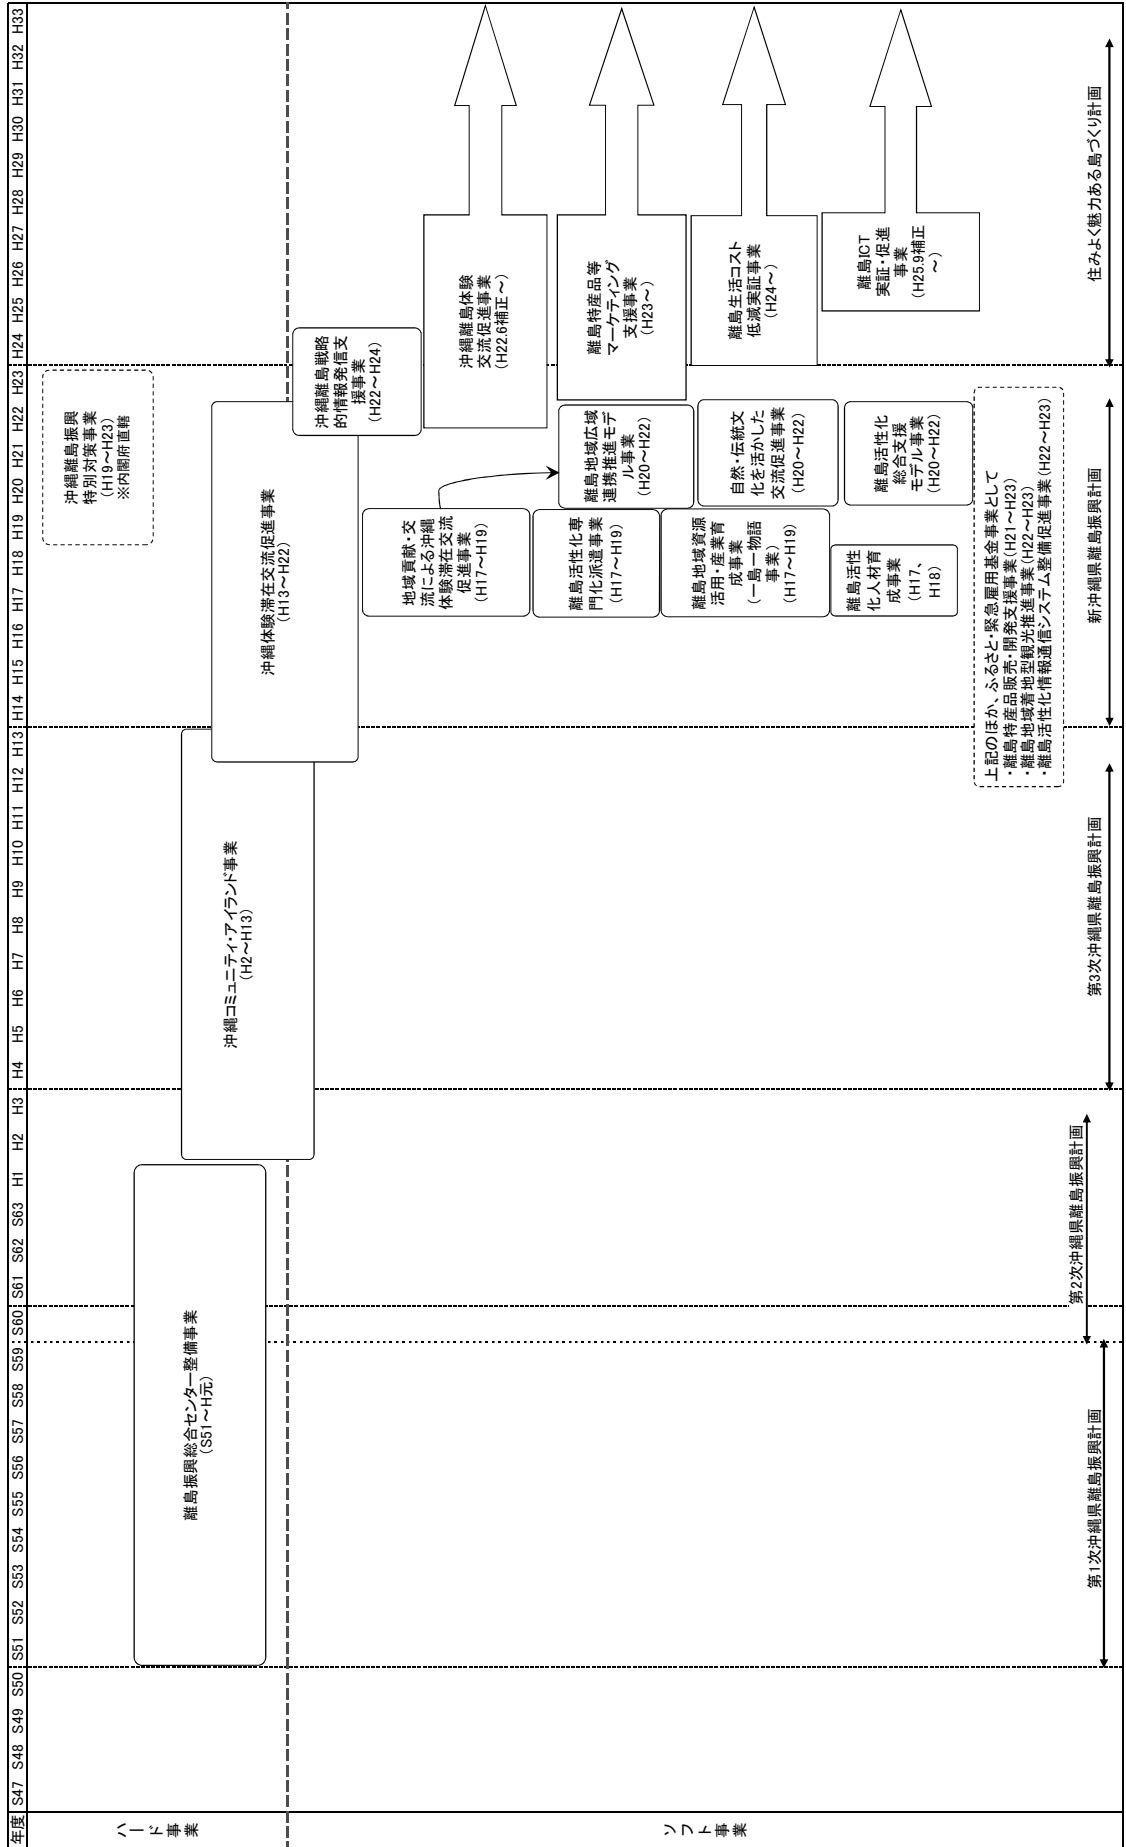 年度 S47 S48 S49 S50 S51 S52 S53 S54 S55 S56 S57 S58 S59 S60 S61 S62 S63 H1 H2 H3 H4 H5 H6 H7 H8 H9 H10 H11 H12 H13 H14 H15 H16 H17 H18 H19 H20 H21 H22 H23 H24 H25 H26 H27 H28 H29 H30 H31 H32 H33
ハード事業
沖縄離島振興
特別対策事業
(H19～H23)
※内閣府直轄
離島振興総合センター整備事業
(S51～H元)
沖縄コミュニティ・アイランド事業
(H2～H13)
沖縄体験滞在交流促進事業
(H13～H22)
ソフト事業
沖縄離島戦略
的情報発信支
援事業
(H22～H24)
地域貢献・交
流による沖縄
体験滞在交流
促進事業
(H17～H19)
沖縄離島体験
交流促進事業
(H22.6補正～)
離島活性化専
門化派遣事業
(H17～H19)
離島地域広域
連携推進モデ
ル事業
(H20～H22)
離島特産品等
マーケティング
支援事業
(H23～)
離島地域資源
活用・産業育
成事業
(一島一物語
事業)
(H17～H19)
自然・伝統文
化を活かした
交流促進事業
(H20～H22)
離島生活コスト
低減実証事業
(H24～)
離島活性
化人材育
成事業
(H17、
H18)
離島活性化
総合支援
モデル事業
(H20～H22)
離島ICT
実証・促進
事業
(H25.9補正
～)
上記のほか、ふるさと・緊急雇用基金事業として
・離島特産品販売・開発支援事業(H21～H23)
・離島地域着地型観光推進事業(H22～H23)
・離島活性化情報通信システム整備促進事業(H22～H23)
第1次沖縄県離島振興計画
第2次沖縄県離島振興計画
第3次沖縄県離島振興計画
新沖縄県離島振興計画
住みよく魅力ある島づくり計画